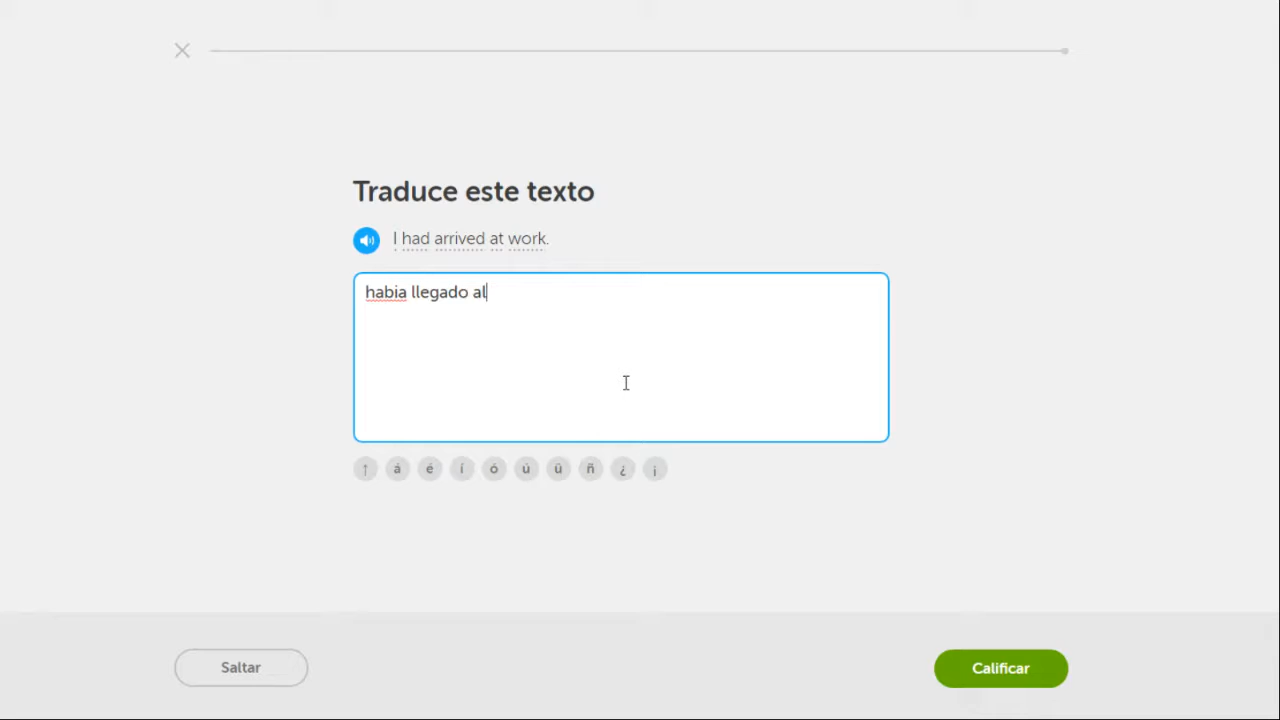 Traduce este texto
I had arrived at work.
habia llegado al
↑ á é í ó ú ü ñ ¿ ¡
Saltar
Calificar